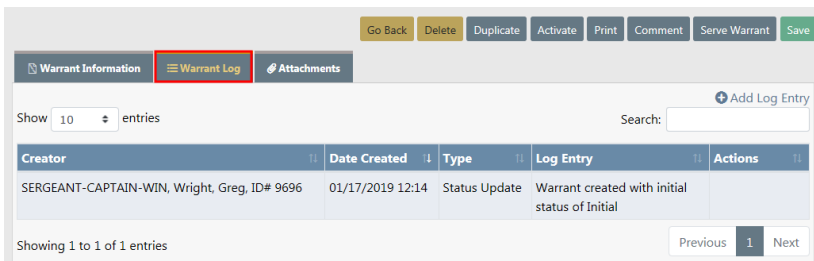 Go Back Delete Duplicate Activate Print Comment Serve Warrant Save
Warrant Information Warrant Log Attachments
Add Log Entry
Show 10 entries Search:
Creator Date Created Type Log Entry Actions
SERGEANT-CAPTAIN-WIN, Wright, Greg, ID# 9696 01/17/2019 12:14 Status Update Warrant created with initial
status of Initial
Showing 1 to 1 of 1 entries Previous 1 Next